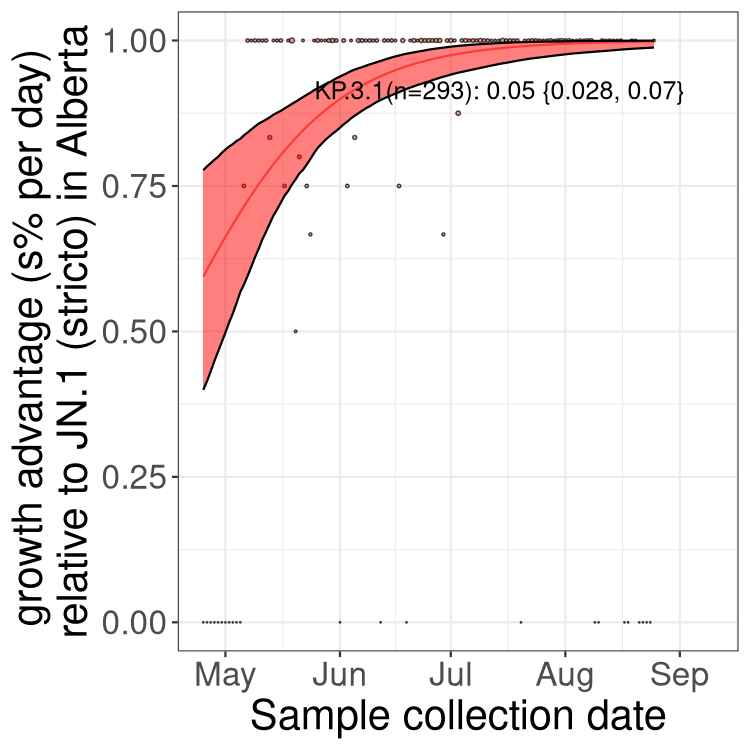 growth advantage (s% per day)
relative to JN.1 (stricto) in Alberta
1.00
0.75
0.50
0.25
0.00
KP.3.1(n=293): 0.05 {0.028, 0.07}
May Jun Jul Aug Sep
Sample collection date